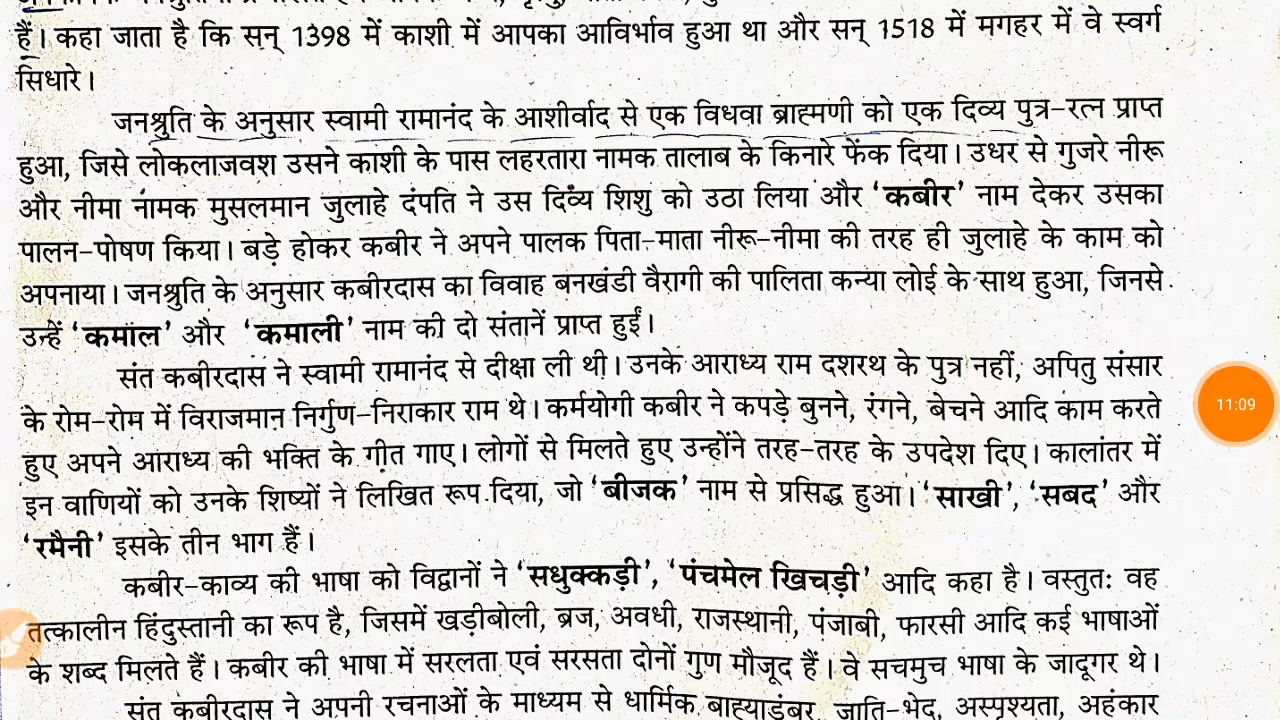 हैं। कहा जाता है कि सन् 1398 में काशी में आपका आविर्भाव हुआ था और सन् 1518 में मगहर में वे स्वर्ग
सिधारे।
जनश्रुति के अनुसार स्वामी रामानंद के आशीर्वाद से एक विधवा ब्राह्मणी को एक दिव्य पुत्र-रत्न प्राप्त
हुआ, जिसे लोकलाजवश उसने काशी के पास लहरतारा नामक तालाब के किनारे फेंक दिया। उधर से गुजरे नीरू
और नीमा नामक मुसलमान जुलाहे दंपति ने उस दिव्य शिशु को उठा लिया और ‘कबीर’ नाम देकर उसका
पालन-पोषण किया। बड़े होकर कबीर ने अपने पालक पिता-माता नीरू-नीमा की तरह ही जुलाहे के काम को
अपनाया। जनश्रुति के अनुसार कबीरदास का विवाह बनखंडी वैरागी की पालिता कन्या लोई के साथ हुआ, जिनसे
उन्हें ‘कमाल’ और ‘कमाली’ नाम की दो संतानें प्राप्त हुईं।
संत कबीरदास ने स्वामी रामानंद से दीक्षा ली थी। उनके आराध्य राम दशरथ के पुत्र नहीं, अपितु संसार
के रोम-रोम में विराजमान निर्गुण-निराकार राम थे। कर्मयोगी कबीर ने कपड़े बुनने, रंगने, बेचने आदि काम करते
11:09
हुए अपने आराध्य की भक्ति के गीत गाए। लोगों से मिलते हुए उन्होंने तरह-तरह के उपदेश दिए। कालांतर में
इन वाणियों को उनके शिष्यों ने लिखित रूप दिया, जो ‘बीजक’ नाम से प्रसिद्ध हुआ। ‘साखी’, ‘सबद’ और
‘रमैनी’ इसके तीन भाग हैं।
कबीर-काव्य की भाषा को विद्वानों ने ‘सधुक्कड़ी’, ‘पंचमेल खिचड़ी’ आदि कहा है। वस्तुतः वह
तत्कालीन हिंदुस्तानी का रूप है, जिसमें खड़ीबोली, ब्रज, अवधी, राजस्थानी, पंजाबी, फारसी आदि कई भाषाओं
के शब्द मिलते हैं। कबीर की भाषा में सरलता एवं सरसता दोनों गुण मौजूद हैं। वे सचमुच भाषा के जादूगर थे।
संत कबीरदास ने अपनी रचनाओं के माध्यम से धार्मिक बाह्याडंबर, जाति-भेद, अस्पृश्यता, अहंकार